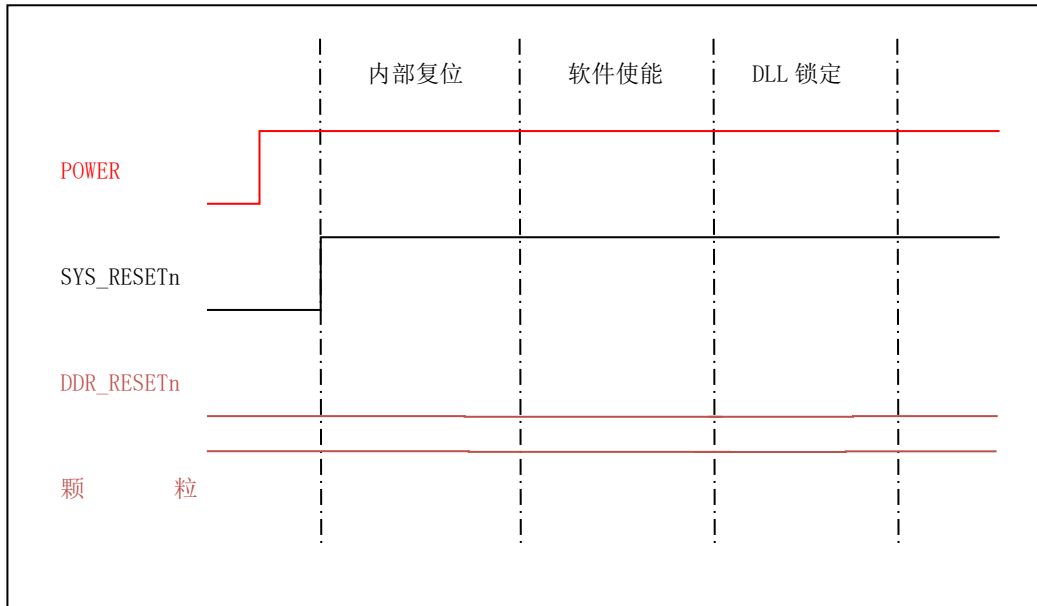 内部复位 软件使能 DLL 锁定
POWER
SYS_RESETn
DDR_RESETn
颗 粒